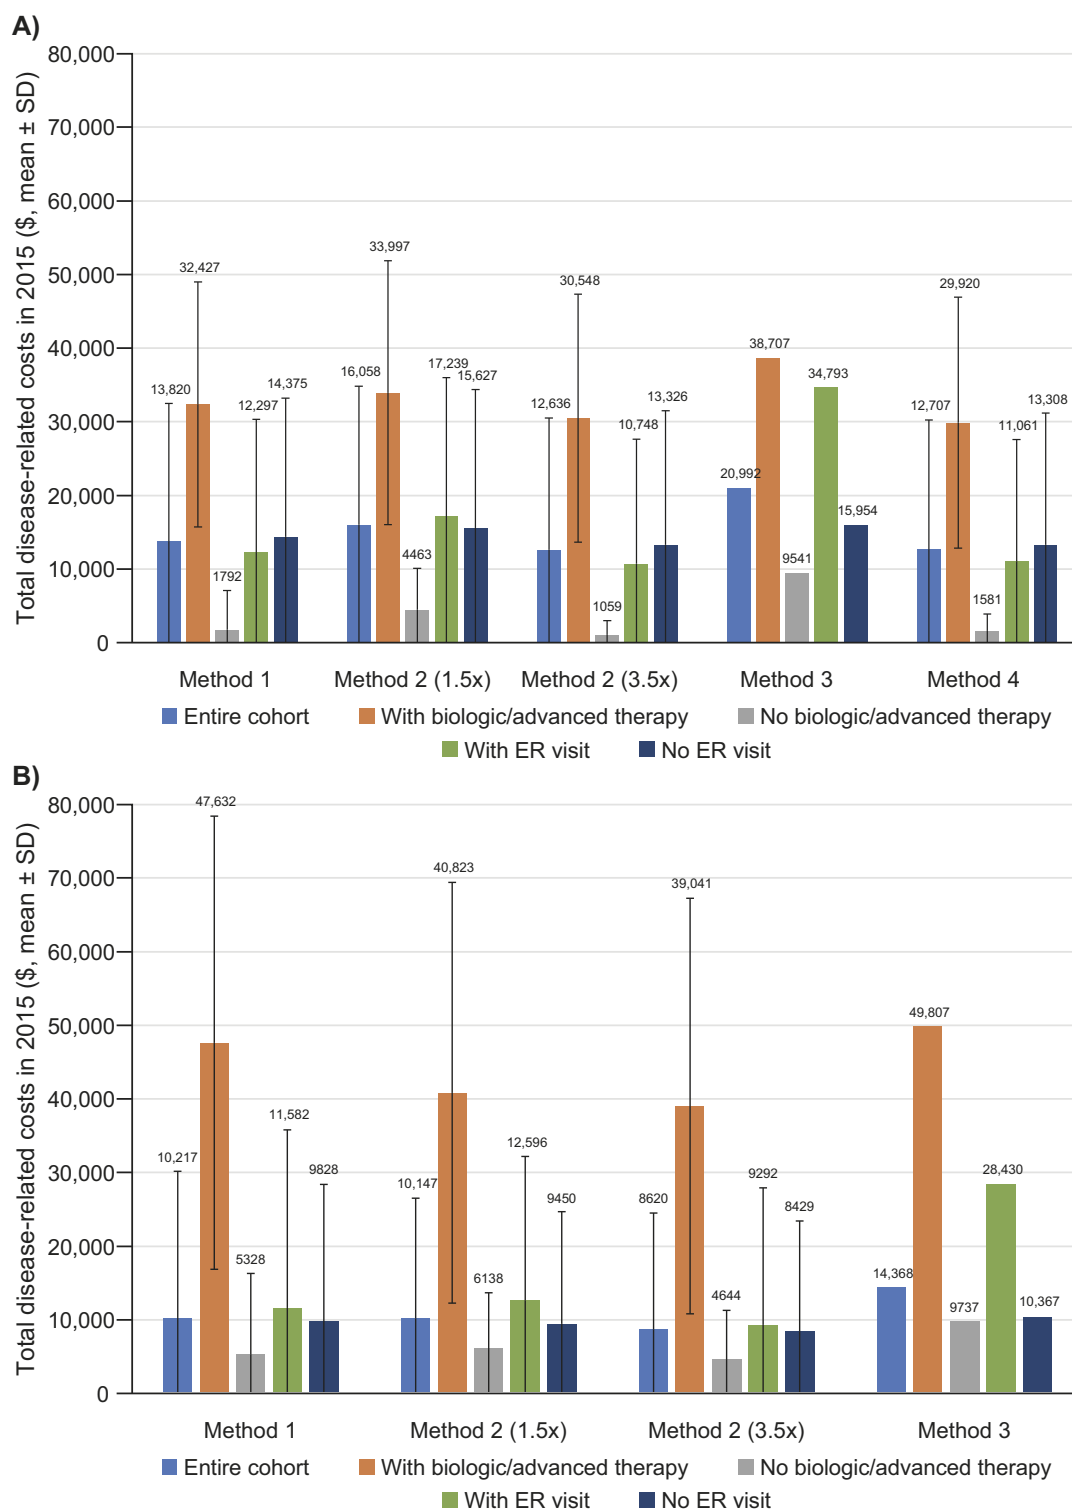 A)
Total disease-related costs in 2015 ($, mean ± SD)
80,000
70,000
60,000
50,000
40,000
30,000
20,000
10,000
0
13,820
32,427
1792
12,297
14,375
16,058
33,997
4463
17,239
15,627
12,636
30,548
1059
10,748
13,326
20,992
38,707
9541
34,793
15,954
12,707
29,920
1581
11,061
13,308
Method 1
Method 2 (1.5x)
Method 2 (3.5x)
Method 3
Method 4
Entire cohort
With biologic/advanced therapy
No biologic/advanced therapy
With ER visit
No ER visit
B)
Total disease-related costs in 2015 ($, mean ± SD)
80,000
70,000
60,000
50,000
40,000
30,000
20,000
10,000
0
10,217
47,632
5328
11,582
9828
10,147
40,823
6138
12,596
9450
8620
39,041
4644
9292
8429
14,368
49,807
9737
28,430
10,367
Method 1
Method 2 (1.5x)
Method 2 (3.5x)
Method 3
Entire cohort
With biologic/advanced therapy
No biologic/advanced therapy
With ER visit
No ER visit